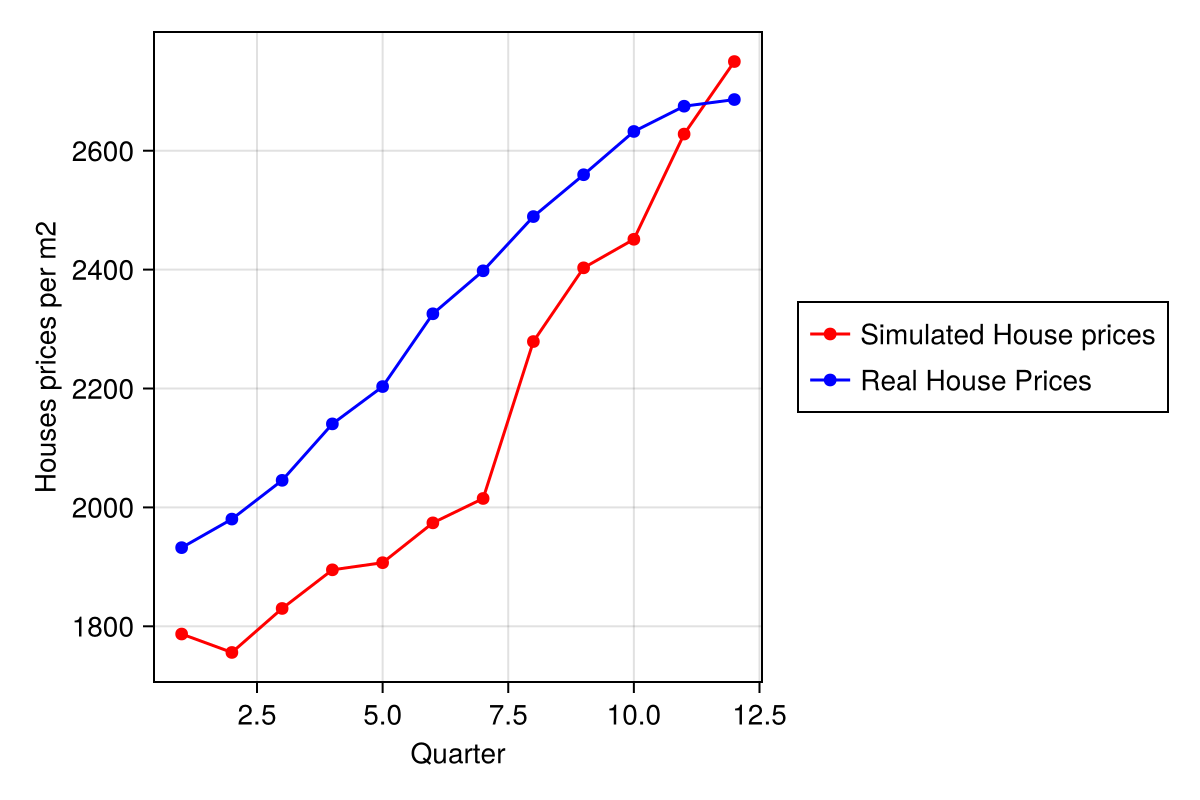 2600
2400
2200
2000
1800
Houses prices per m2
2.5 5.0 7.5 10.0 12.5
Quarter
Simulated House prices
Real House Prices